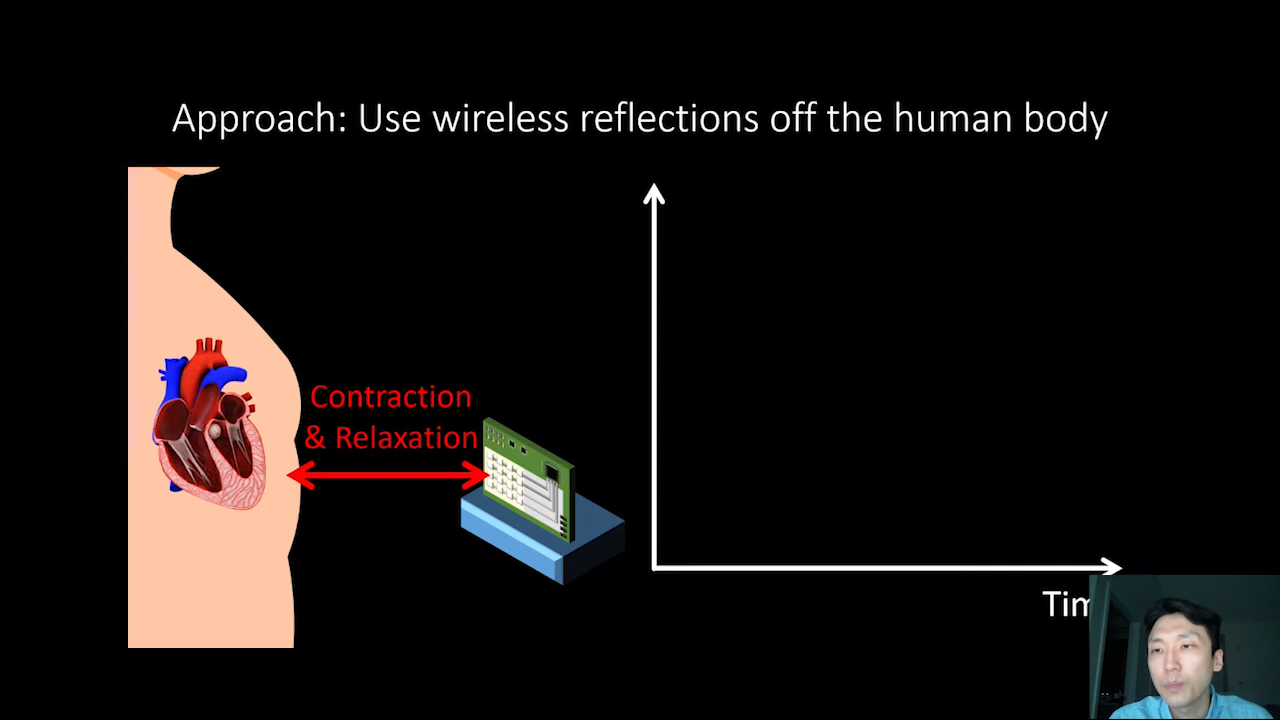 Approach: Use wireless reflections off the human body
Contraction
& Relaxation